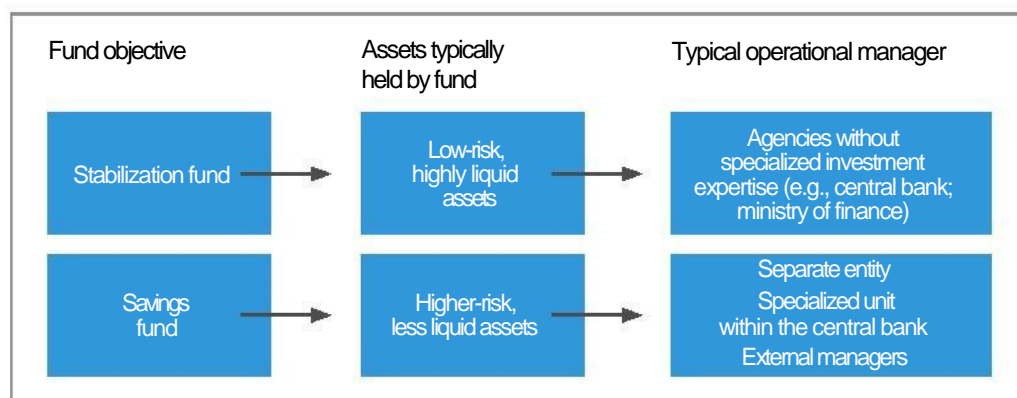 Fund objective
Assets typically
held by fund
Typical operational manager
Stabilization fund
Low-risk,
highly liquid
assets
Agencies without
specialized investment
expertise (e.g., central bank;
ministry of finance)
Savings
fund
Higher-risk,
less liquid assets
Separate entity
Specialized unit
within the central bank
External managers